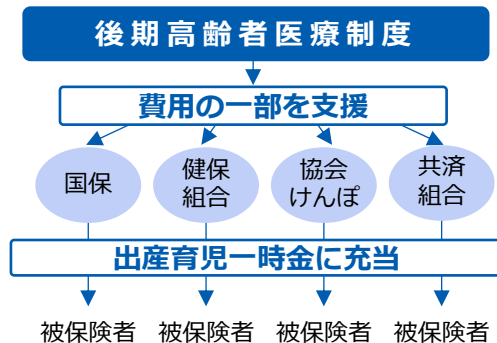 後期高齢者医療制度
費用の一部を支援
国保
健保
組合
協会
けんぽ
共済
組合
出産育児一時金に充当
被保険者 被保険者 被保険者 被保険者